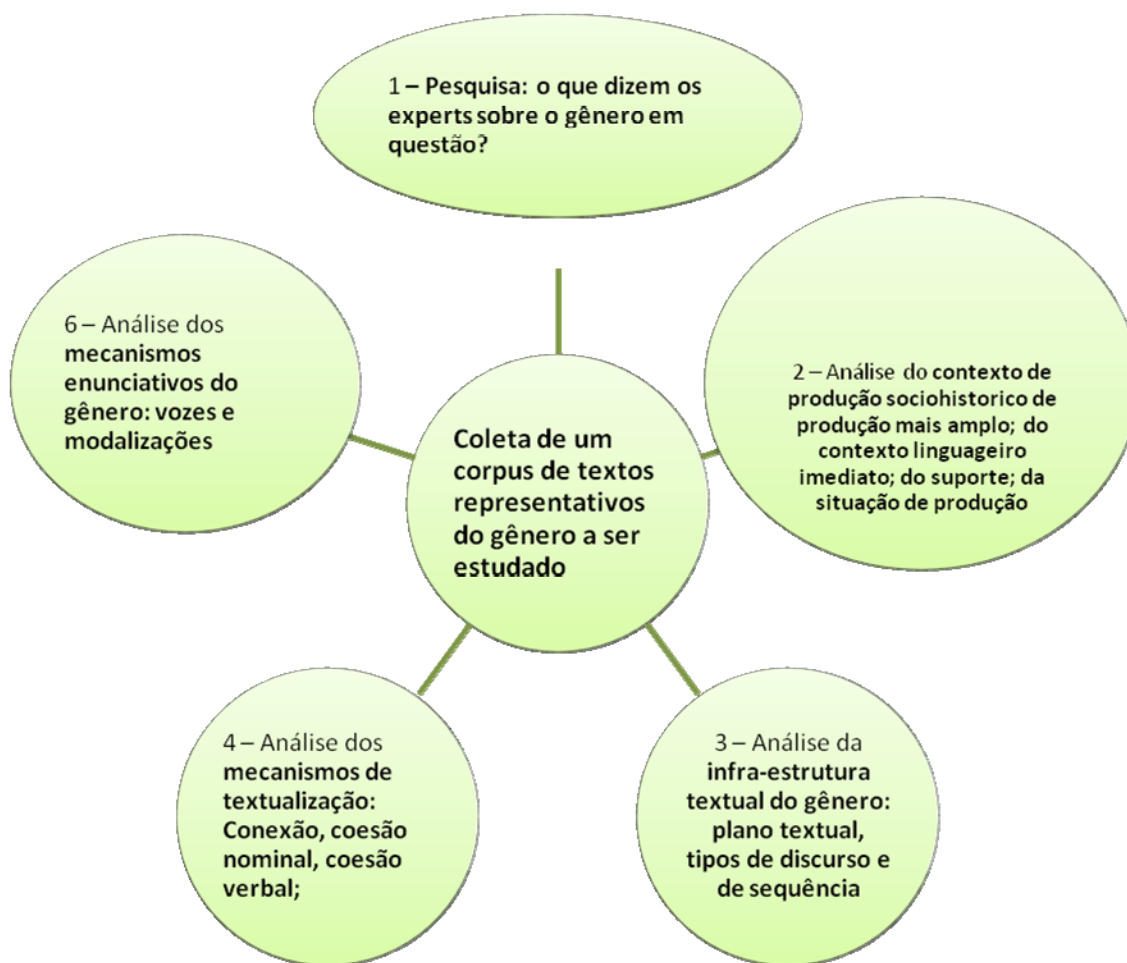 1 – Pesquisa: o que dizem os
experts sobre o gênero em
questão?
2 – Análise do contexto de
produção sociohistorico de
produção mais amplo; do
contexto linguageiro
imediato; do suporte; da
situação de produção
3 – Análise da
infra-estrutura
textual do gênero:
plano textual,
tipos de discurso e
de sequência
4 – Análise dos
mecanismos de
textualização:
Conexão, coesão
nominal, coesão
verbal;
6 – Análise dos
mecanismos
enunciativos do
gênero: vozes e
modalizações
Coleta de um
corpus de textos
representativos
do gênero a ser
estudado